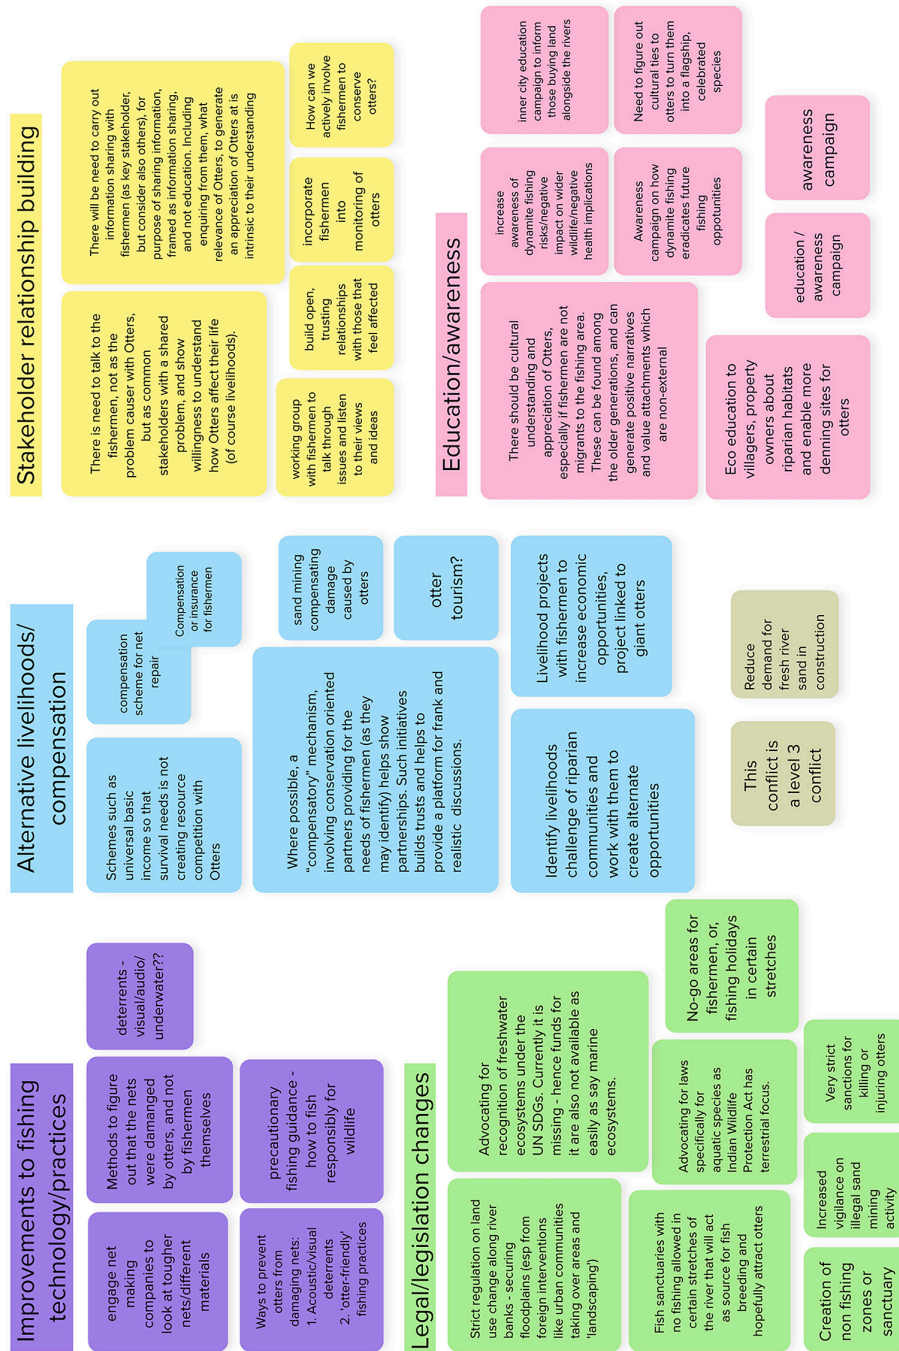 Improvements to fishing
technology/practices
engage net
making
companies to
look at tougher
nets/different
materials
Methods to figure
out that the nets
were damanged
by otters, and not
by fishermen
themselves
deterrents -
visual/audio/
underwater??
Ways to prevent
otters from
damaging nets:
1. Acoustic/visual
deterrents
2. 'otter-friendly'
fishing practices
precautionary
fishing guidance -
how to fish
responsibly for
wildlife
Alternative livelihoods/
compensation
Schemes such as
universal basic
income so that
survival needs is not
creating resource
competition with
Otters
compensation
scheme for net
repair
Compensation
or insurance
for fishermen
Where possible, a
“compensatory” mechanism,
involving conservation oriented
partners providing for the
needs of fishermen (as they
may identify) helps show
partnerships. Such initiatives
builds trusts and helps to
provide a platform for frank and
realistic discussions.
sand mining
compensating
damage
caused by
otters
otter
tourism?
Identify livelihoods
challenge of riparian
communities and
work with them to
create alternate
opportunities
Livelihood projects
with fishermen to
increase economic
opportunities,
project linked to
giant otters
Stakeholder relationship building
There is need to talk to the
fishermen, not as the
problem causer with Otters,
but as common
stakeholders with a shared
problem, and show
willingness to understand
how Otters affect their life
(of course livelihoods).
There will be need to carry out
information sharing with
fishermen (as key stakeholder,
but consider also others), for
purpose of sharing information,
framed as information sharing,
and not education. Including
enquiring from them, what
relevance of Otters, to generate
an appreciation of Otters at is
intrinsic to their understanding
working group
with fishermen to
talk through
issues and listen
to their views
and ideas
build open,
trusting
relationships
with those that
feel affected
incorporate
fishermen
into
monitoring of
otters
How can we
actively involve
fishermen to
conserve
otters?
Legal/legislation changes
Strict regulation on land
use change along river
banks - securing
floodplains (esp from
foreign interventions
like urban communities
taking over areas and
'landscaping')
Advocating for
recognition of freshwater
ecosystems under the
UN SDGs. Currently it is
missing - hence funds for
it are also not available as
easily as say marine
ecosystems.
Fish sanctuaries with
no fishing allowed in
certain stretches of
the river that will act
as source for fish
breeding and
hopefully attract otters
Advocating for laws
specifically for
aquatic species as
Indian Wildlife
Protection Act has
terrestrial focus.
No-go areas for
fishermen, or,
fishing holidays
in certain
stretches
Creation of
non fishing
zones or
sanctuary
Increased
vigilance on
illegal sand
mining
activity
Very strict
sanctions for
killing or
injuring otters
This
conflict is
a level 3
conflict
Reduce
demand for
fresh river
sand in
construction
Education/awareness
There should be cultural
understanding and
appreciation of Otters,
especially if fishermen are not
migrants to the fishing area.
These can be found among
the older generations, and can
generate positive narratives
and value attachments which
are non-external
increase
awareness of
dynamite fishing
risks/negative
impact on wider
wildlife/negative
health implications
inner city education
campaign to inform
those buying land
alongside the rivers
Awareness
campaign on how
dynamite fishing
eradicates future
fishing
oppotunities
Need to figure out
cultural ties to
otters to turn them
into a flagship,
celebrated
species
Eco education to
villagers, property
owners about
riparian habitats
and enable more
denning sites for
otters
education /
awareness
campaign
awareness
campaign